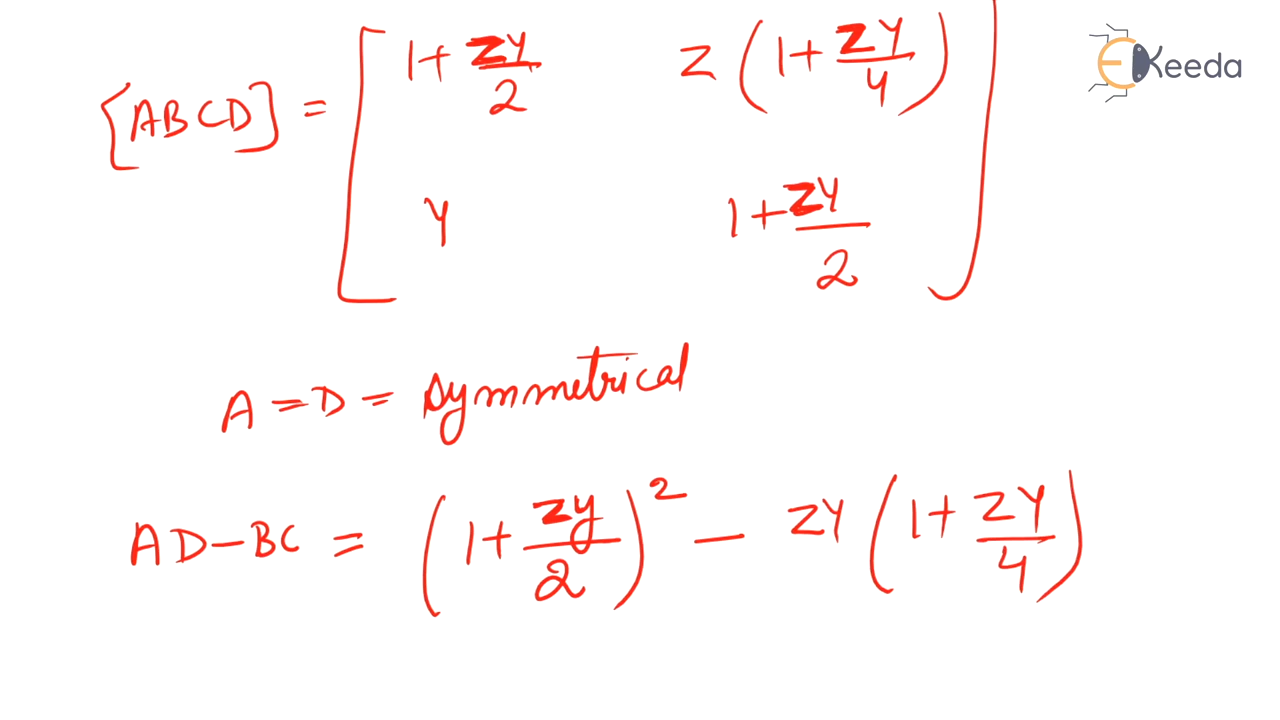 [ABCD] = [ 1 + ZY/2 Z(1 + ZY/4)
Y 1 + ZY/2 ]
A = D = symmetrical
AD - BC = (1 + Zy/2)² - ZY(1 + ZY/4)
EKeeda